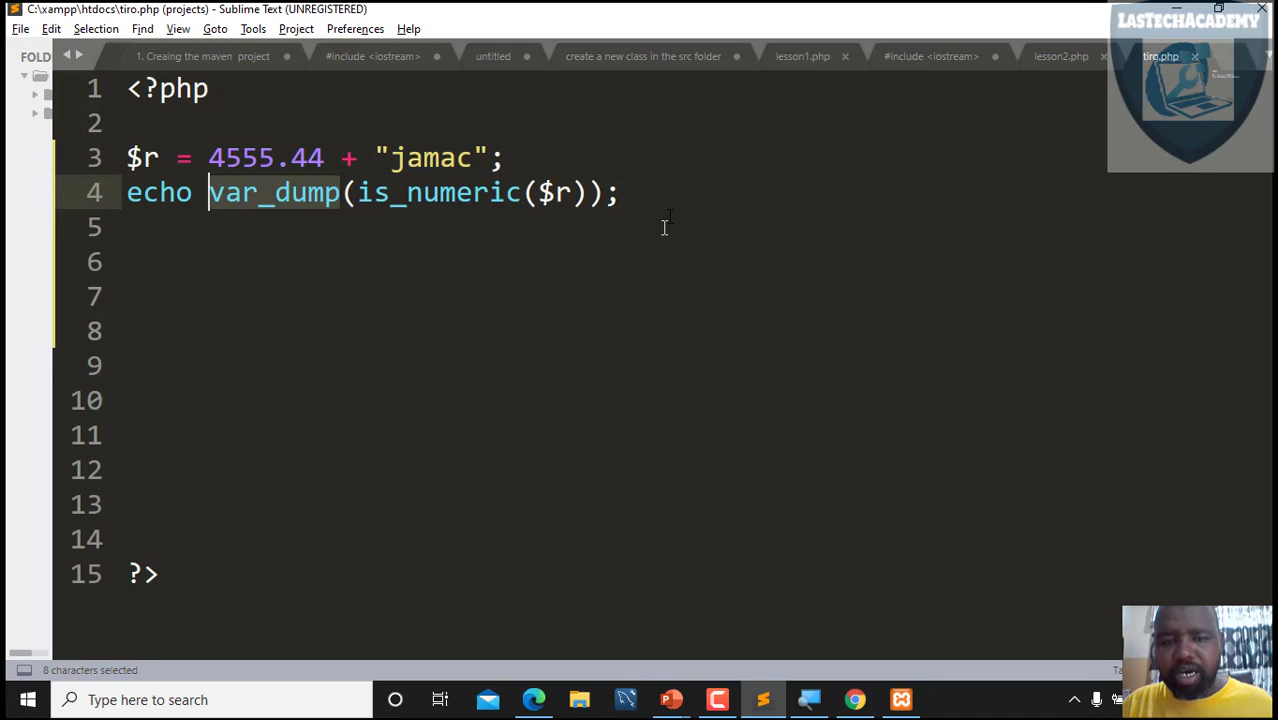 C:\xampp\htdocs\tiro.php (projects) - Sublime Text (UNREGISTERED)
File Edit Selection Find View Goto Tools Project Preferences Help
LASTECHACADEMY
FOLD
1. Creaing the maven project
#include <iostream>
untitled
create a new class in the src folder
lesson1.php
#include <iostream>
lesson2.php
tiro.php
1 <?php
2
3 $r = 4555.44 + "jamac";
4 echo var_dump(is_numeric($r));
5
6
7
8
9
10
11
12
13
14
15 ?>
8 characters selected
Type here to search